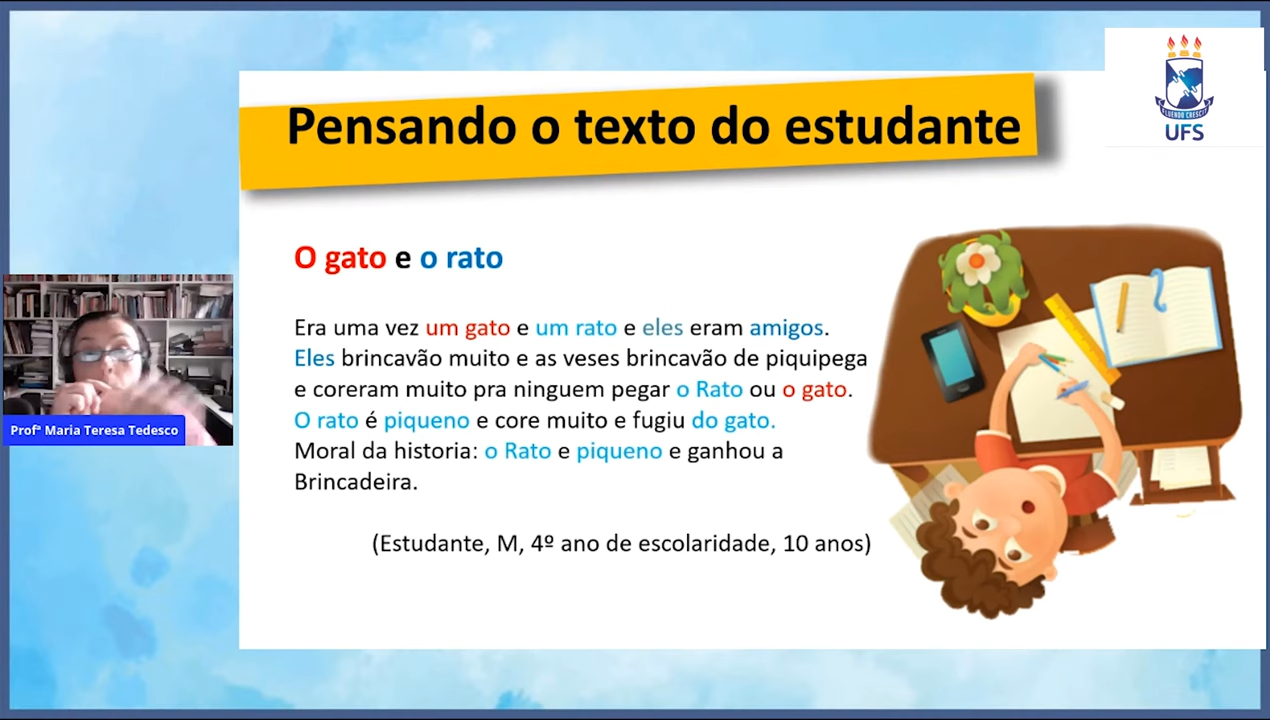 Pensando o texto do estudante
UFS
O gato e o rato
Era uma vez um gato e um rato e eles eram amigos.
Eles brincavão muito e as veses brincavão de piquipega
e coreram muito pra ninguem pegar o Rato ou o gato.
O rato é piqueno e core muito e fugiu do gato.
Moral da historia: o Rato e piqueno e ganhou a
Brincadeira.
(Estudante, M, 4º ano de escolaridade, 10 anos)
Profª Maria Teresa Tedesco